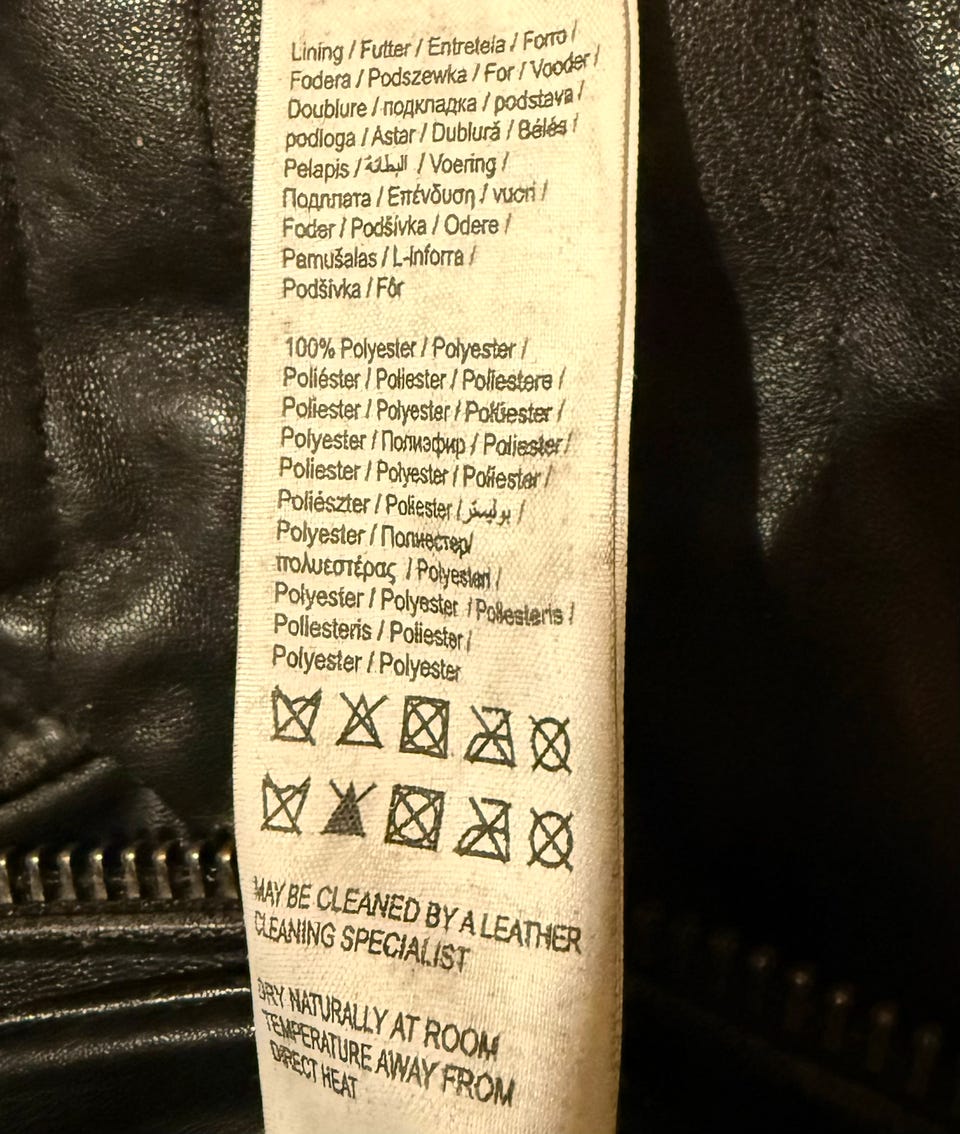 Lining / Futter / Entretela / Forro /
Fodera / Podszewka / For / Vooder /
Doublure / подкладка / podstava /
podloga / Astar / Dublură / Bélés /
Pelapis / البطانة / Voering /
Подплата / Επένδυση / vuori /
Foder / Podšívka / Odere /
Pamušalas / L-Inforra /
Podšívka / Fôr
100% Polyester / Polyester /
Poliéster / Poliester / Poliestere /
Poliester / Polyester / Polüester /
Polyester / Полиэфир / Poliester /
Poliester / Polyester / Poliester /
Poliészter / Poliester / بوليستر /
Polyester / Полиестер/
πολυεστέρας / Polyesteri /
Polyester / Polyester / Poliesteris /
Poliesteris / Poliester /
Polyester / Polyester
MAY BE CLEANED BY A LEATHER
CLEANING SPECIALIST
DRY NATURALLY AT ROOM
TEMPERATURE AWAY FROM
DIRECT HEAT